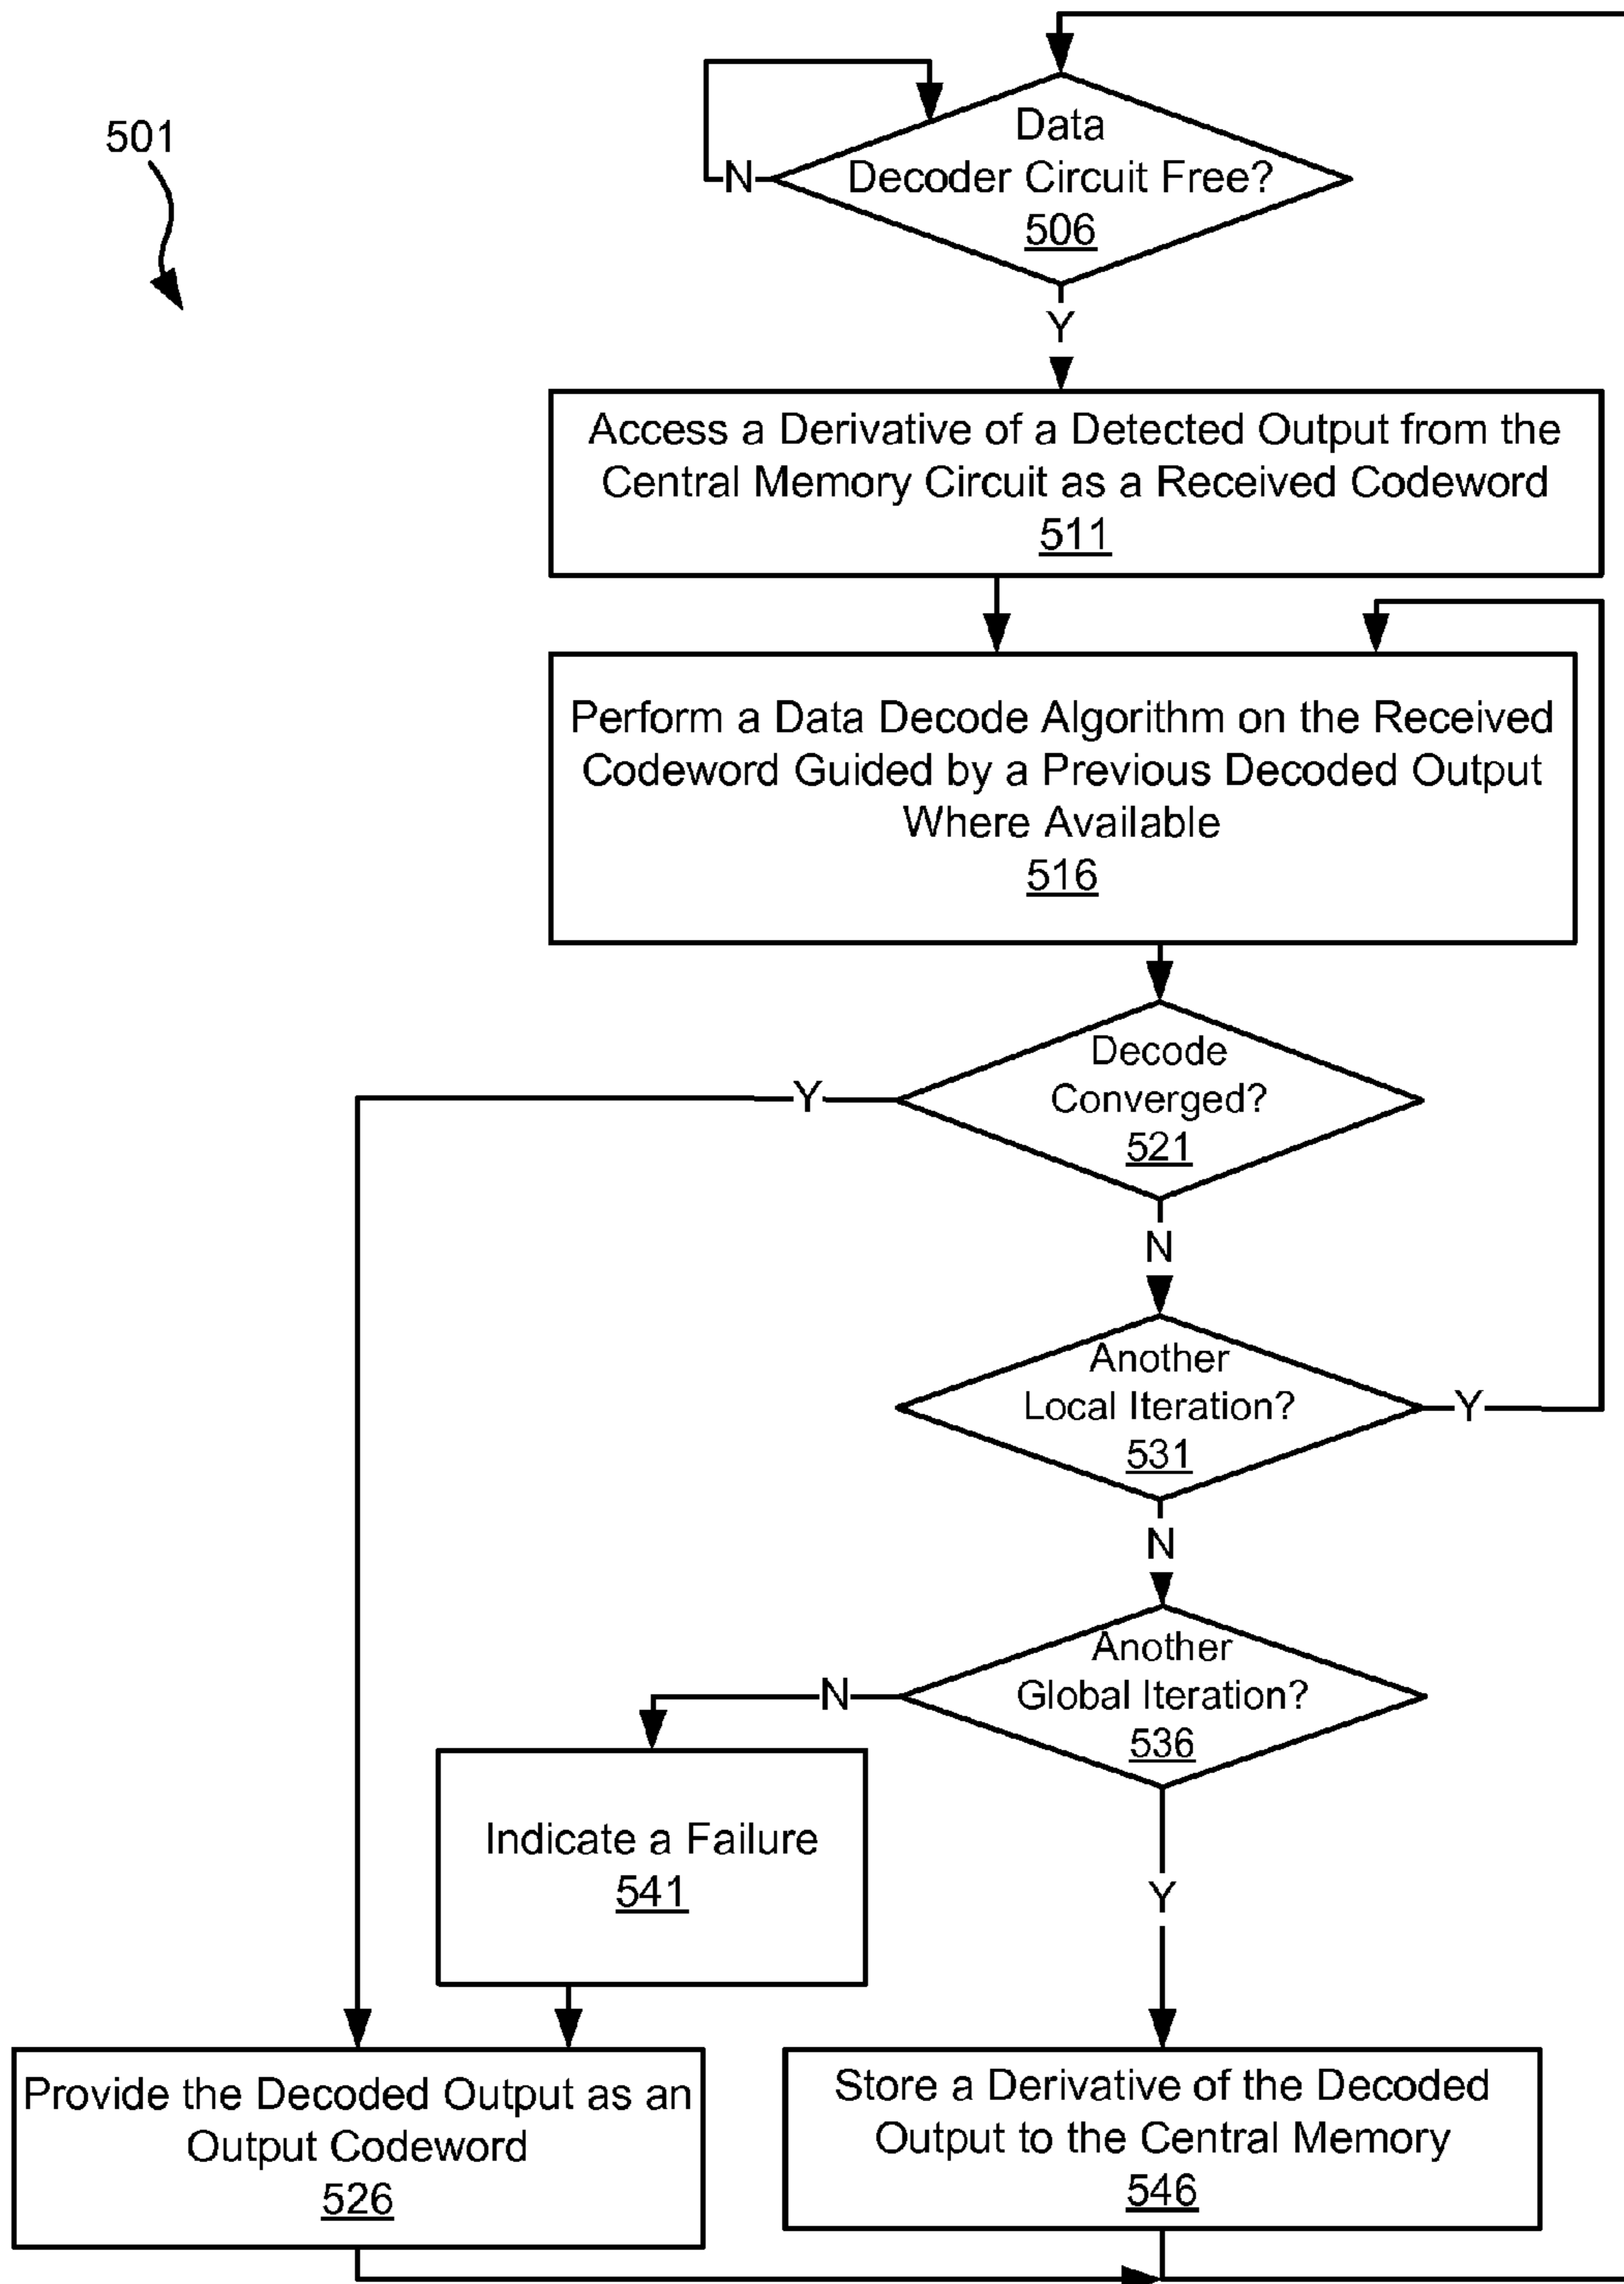 501
Data
Decoder Circuit Free?
506
N
Y
Access a Derivative of a Detected Output from the
Central Memory Circuit as a Received Codeword
511
Perform a Data Decode Algorithm on the Received
Codeword Guided by a Previous Decoded Output
Where Available
516
Decode
Converged?
521
Y
N
Another
Local Iteration?
531
Y
N
Another
Global Iteration?
536
N
Indicate a Failure
541
Y
Provide the Decoded Output as an
Output Codeword
526
Store a Derivative of the Decoded
Output to the Central Memory
546